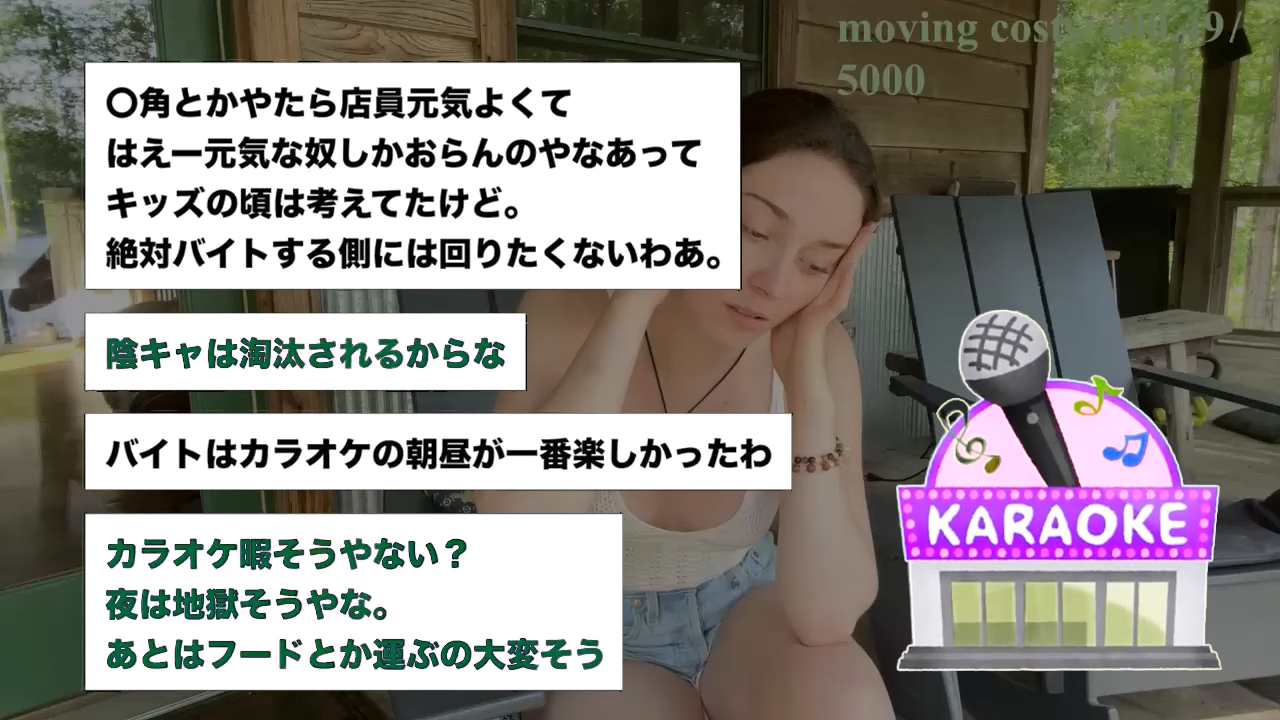 moving cost
5000
〇角とかやたら店員元気よくて
はえー元気な奴しかおらんのやなあって
キッズの頃は考えてたけど。
絶対バイトする側には回りたくないわあ。
陰キャは淘汰されるからな
バイトはカラオケの朝昼が一番楽しかったわ
カラオケ暇そうやない？
夜は地獄そうやな。
あとはフードとか運ぶの大変そう
KARAOKE